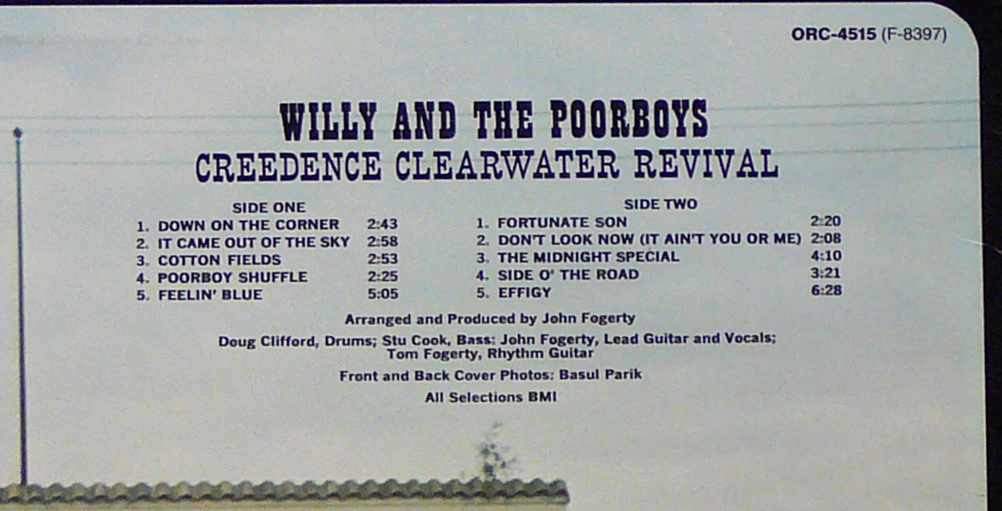 ORC-4515 (F-8397)
WILLY AND THE POORBOYS
CREEDENCE CLEARWATER REVIVAL
SIDE ONE
1. DOWN ON THE CORNER 2:43
2. IT CAME OUT OF THE SKY 2:58
3. COTTON FIELDS 2:53
4. POORBOY SHUFFLE 2:25
5. FEELIN' BLUE 5:05
SIDE TWO
1. FORTUNATE SON 2:20
2. DON'T LOOK NOW (IT AIN'T YOU OR ME) 2:08
3. THE MIDNIGHT SPECIAL 4:10
4. SIDE O' THE ROAD 3:21
5. EFFIGY 6:28
Arranged and Produced by John Fogerty
Doug Clifford, Drums; Stu Cook, Bass; John Fogerty, Lead Guitar and Vocals;
Tom Fogerty, Rhythm Guitar
Front and Back Cover Photos: Basul Parik
All Selections BMI